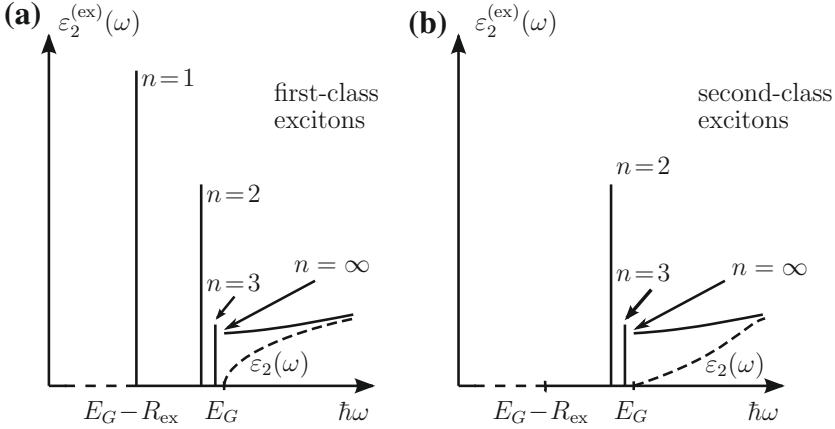 (a)
ε₂^(ex)(ω)
n=1
first-class
excitons
n=2
n=3
n = ∞
ε₂(ω)
E_G−R_ex
E_G
ħω
(b)
ε₂^(ex)(ω)
second-class
excitons
n=2
n=3
n = ∞
ε₂(ω)
E_G−R_ex
E_G
ħω